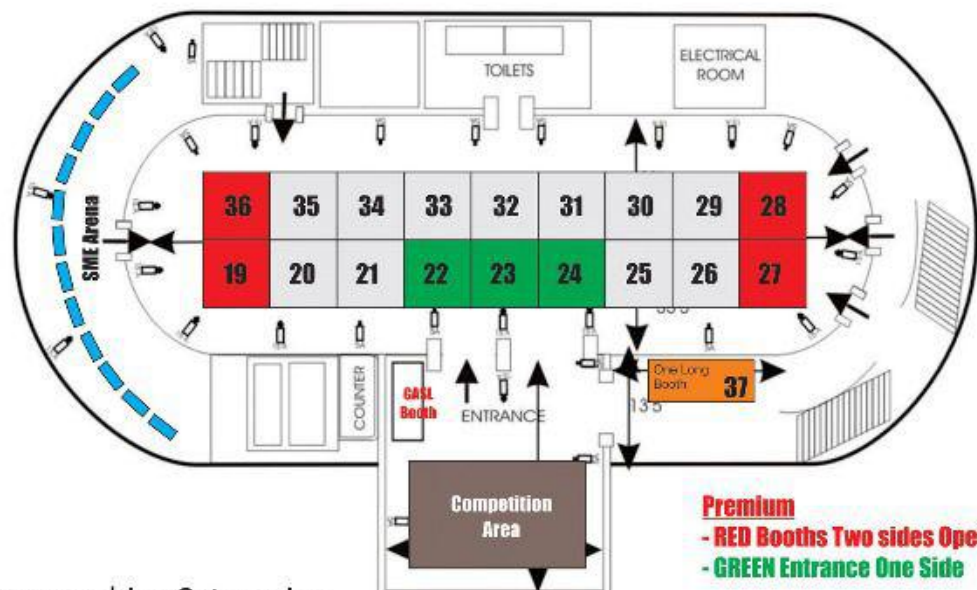 TOILETS
ELECTRICAL
ROOM
SME Arena
36 35 34 33 32 31 30 29 28
19 20 21 22 23 24 25 26 27
One Long
Booth 37
135
COUNTER
GASL
Booth
ENTRANCE
Competition
Area
Premium
- RED Booths Two sides Ope
- GREEN Entrance One Side